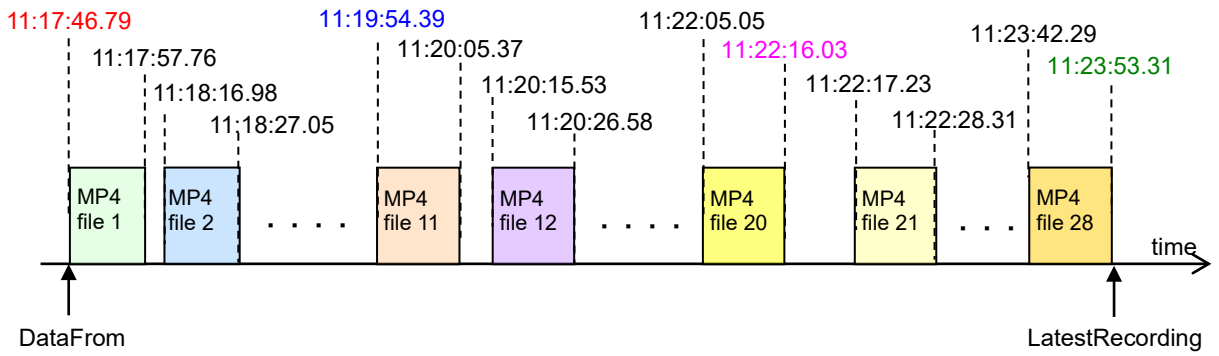 11:17:46.79
11:19:54.39
11:22:05.05
11:23:42.29
11:17:57.76
11:20:05.37
11:22:16.03
11:23:53.31
11:18:16.98
11:20:15.53
11:22:17.23
11:18:27.05
11:20:26.58
11:22:28.31
MP4
file 1
MP4
file 2
. . . .
MP4
file 11
MP4
file 12
. . . .
MP4
file 20
MP4
file 21
. . .
MP4
file 28
time
DataFrom
LatestRecording